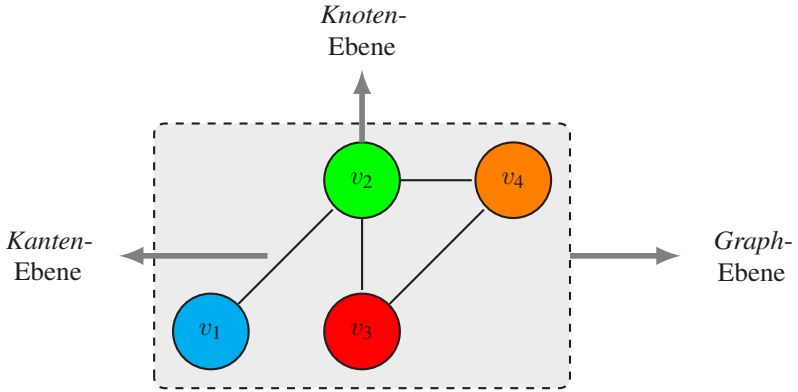 Knoten-
Ebene
v2
v4
Kanten-
Ebene
Graph-
Ebene
v1
v3